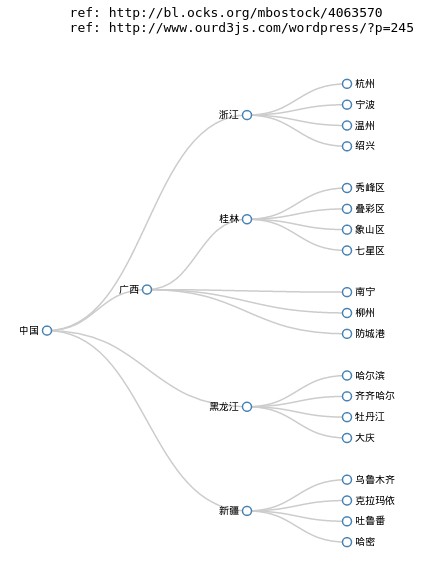 ref: http://bl.ocks.org/mbostock/4063570
ref: http://www.ourd3js.com/wordpress/?p=245
杭州
宁波
浙江
温州
绍兴
秀峰区
叠彩区
桂林
象山区
七星区
广西
南宁
柳州
中国
防城港
哈尔滨
齐齐哈尔
黑龙江
牡丹江
大庆
乌鲁木齐
克拉玛依
新疆
吐鲁番
哈密